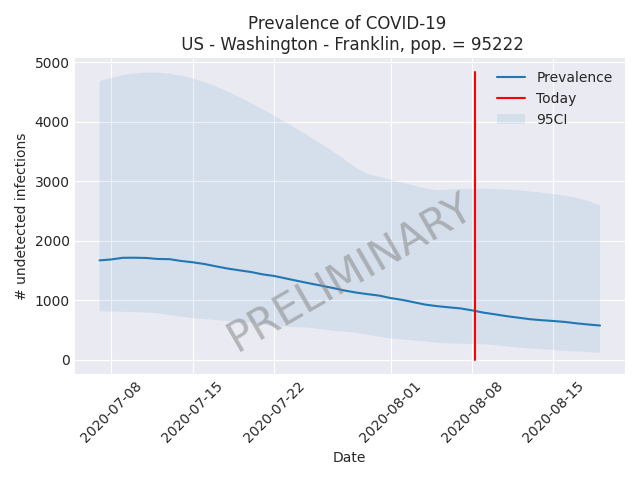 Prevalence of COVID-19
US - Washington - Franklin, pop. = 95222
5000
4000
3000
2000
1000
0
# undetected infections
Prevalence
Today
95CI
PRELIMINARY
2020-07-08
2020-07-15
2020-07-22
2020-08-01
2020-08-08
2020-08-15
Date